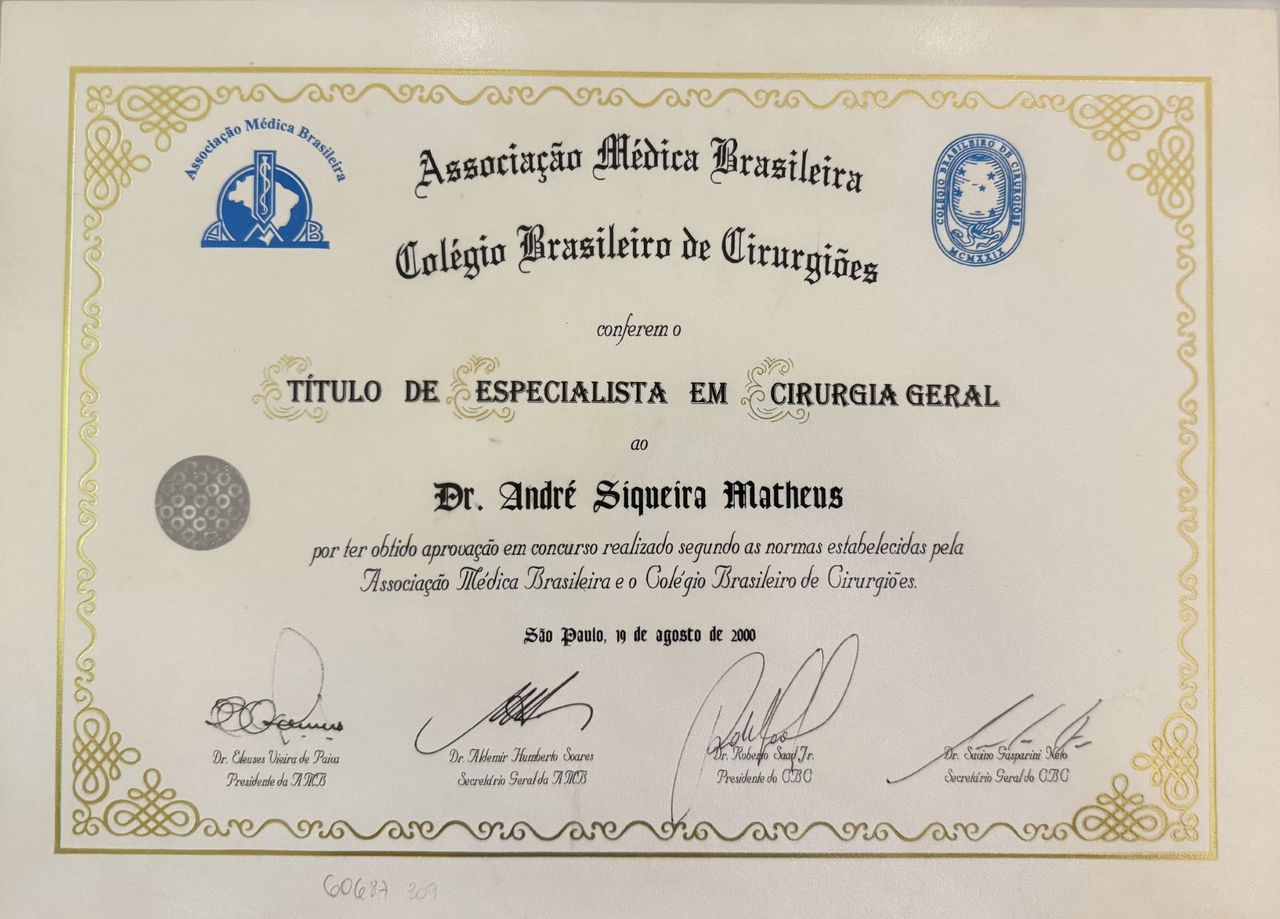 Associação Médica Brasileira
AMB
COLÉGIO BRASILEIRO DE CIRURGIÕES
MCMXXIX
Associação Médica Brasileira
Colégio Brasileiro de Cirurgiões
conferem o
TÍTULO DE ESPECIALISTA EM CIRURGIA GERAL
ao
Dr. André Siqueira Matheus
por ter obtido aprovação em concurso realizado segundo as normas estabelecidas pela
Associação Médica Brasileira e o Colégio Brasileiro de Cirurgiões.
São Paulo, 19 de agosto de 2000
Dr. Eleuses Vieira de Paiva
Presidente da AMB
Dr. Aldemir Humberto Soares
Secretário Geral da AMB
Dr. Roberto Saad Jr.
Presidente do CBC
Dr. Savino Gasparini Neto
Secretário Geral do CBC
60687 309